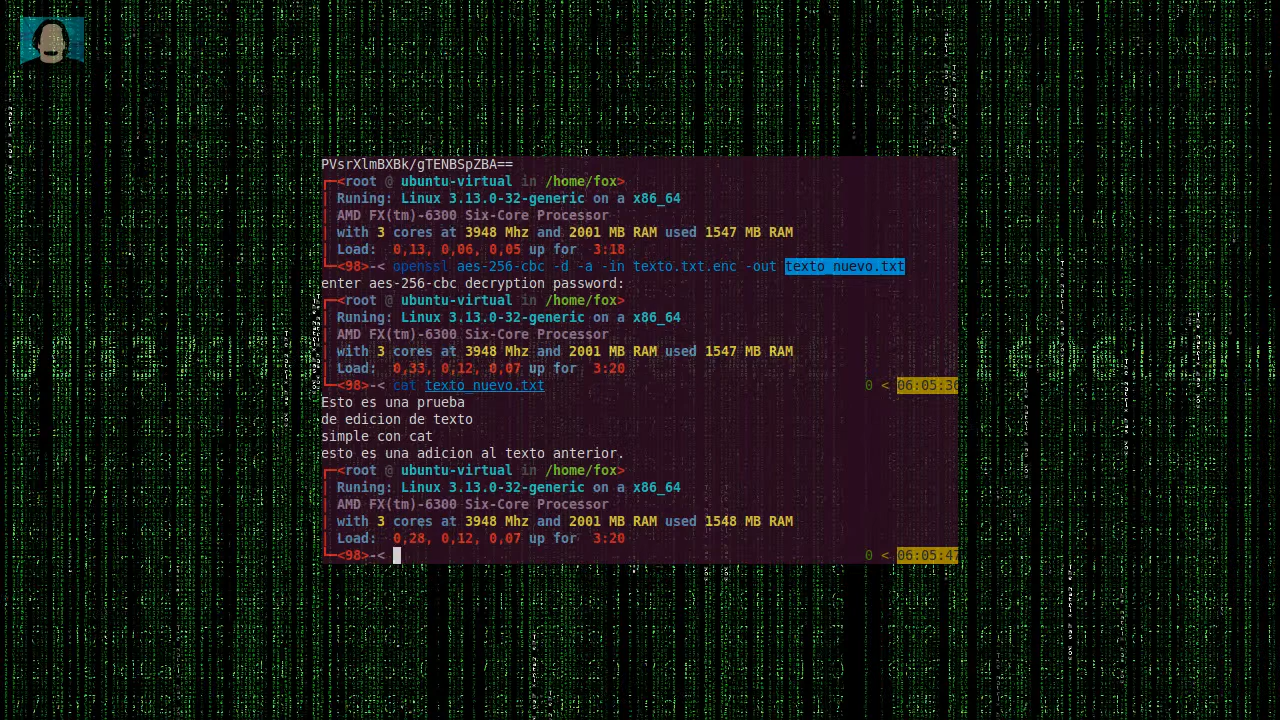 PVsrXlmBXBk/gTENBSpZBA==
┌─<root @ ubuntu-virtual in /home/fox>
│ Runing: Linux 3.13.0-32-generic on a x86_64
│ AMD FX(tm)-6300 Six-Core Processor
│ with 3 cores at 3948 Mhz and 2001 MB RAM used 1547 MB RAM
│ Load:  0,13, 0,06, 0,05 up for  3:18
└─<98>-< openssl aes-256-cbc -d -a -in texto.txt.enc -out texto_nuevo.txt
enter aes-256-cbc decryption password:
┌─<root @ ubuntu-virtual in /home/fox>
│ Runing: Linux 3.13.0-32-generic on a x86_64
│ AMD FX(tm)-6300 Six-Core Processor
│ with 3 cores at 3948 Mhz and 2001 MB RAM used 1547 MB RAM
│ Load:  0,33, 0,12, 0,07 up for  3:20
└─<98>-< cat texto_nuevo.txt 0 < 06:05:36
Esto es una prueba
de edicion de texto
simple con cat
esto es una adicion al texto anterior.
┌─<root @ ubuntu-virtual in /home/fox>
│ Runing: Linux 3.13.0-32-generic on a x86_64
│ AMD FX(tm)-6300 Six-Core Processor
│ with 3 cores at 3948 Mhz and 2001 MB RAM used 1548 MB RAM
│ Load:  0,28, 0,12, 0,07 up for  3:20
└─<98>-< 0 < 06:05:47